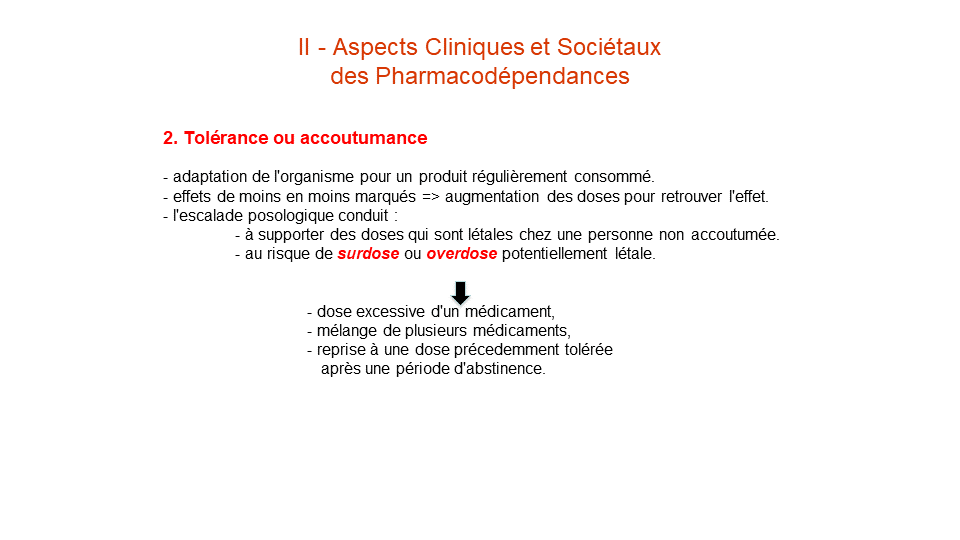 II - Aspects Cliniques et Sociétaux
des Pharmacodépendances
2. Tolérance ou accoutumance
- adaptation de l'organisme pour un produit régulièrement consommé.
- effets de moins en moins marqués => augmentation des doses pour retrouver l'effet.
- l'escalade posologique conduit :
- à supporter des doses qui sont létales chez une personne non accoutumée.
- au risque de surdose ou overdose potentiellement létale.
- dose excessive d'un médicament,
- mélange de plusieurs médicaments,
- reprise à une dose précedemment tolérée
après une période d'abstinence.